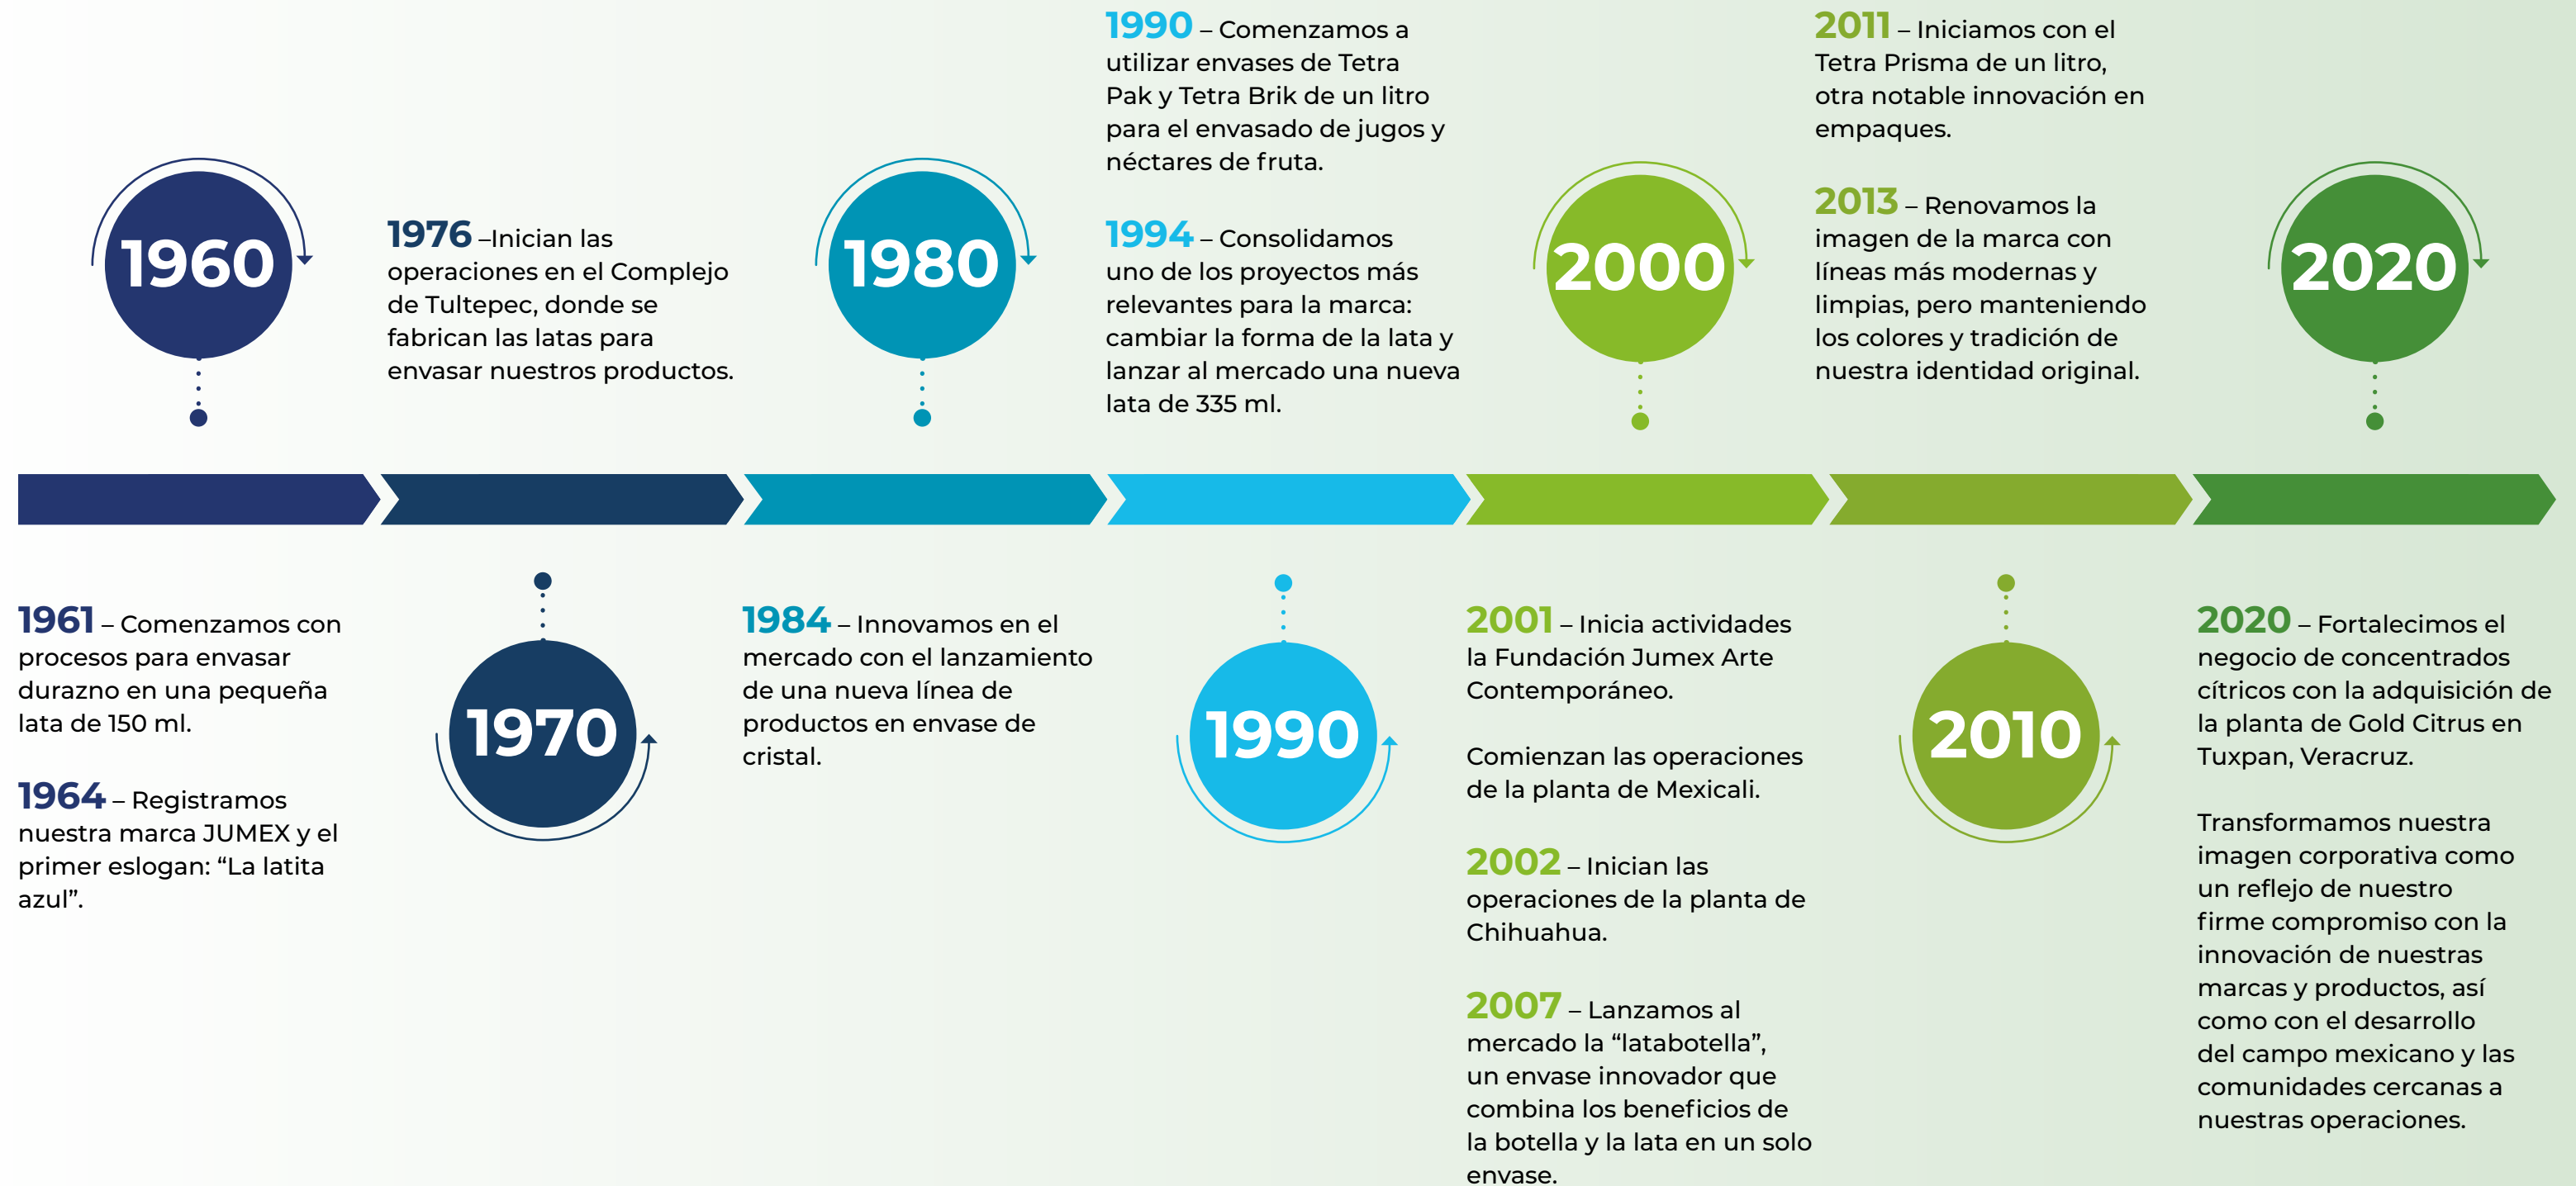 1960
1961 – Comenzamos con
procesos para envasar
durazno en una pequeña
lata de 150 ml.
1964 – Registramos
nuestra marca JUMEX y el
primer eslogan: “La latita
azul”.
1976 –Inician las
operaciones en el Complejo
de Tultepec, donde se
fabrican las latas para
envasar nuestros productos.
1970
1980
1984 – Innovamos en el
mercado con el lanzamiento
de una nueva línea de
productos en envase de
cristal.
1990 – Comenzamos a
utilizar envases de Tetra
Pak y Tetra Brik de un litro
para el envasado de jugos y
néctares de fruta.
1994 – Consolidamos
uno de los proyectos más
relevantes para la marca:
cambiar la forma de la lata y
lanzar al mercado una nueva
lata de 335 ml.
1990
2000
2001 – Inicia actividades
la Fundación Jumex Arte
Contemporáneo.
Comienzan las operaciones
de la planta de Mexicali.
2002 – Inician las
operaciones de la planta de
Chihuahua.
2007 – Lanzamos al
mercado la “latabotella”,
un envase innovador que
combina los beneficios de
la botella y la lata en un solo
envase.
2011 – Iniciamos con el
Tetra Prisma de un litro,
otra notable innovación en
empaques.
2013 – Renovamos la
imagen de la marca con
líneas más modernas y
limpias, pero manteniendo
los colores y tradición de
nuestra identidad original.
2010
2020
2020 – Fortalecimos el
negocio de concentrados
cítricos con la adquisición de
la planta de Gold Citrus en
Tuxpan, Veracruz.
Transformamos nuestra
imagen corporativa como
un reflejo de nuestro
firme compromiso con la
innovación de nuestras
marcas y productos, así
como con el desarrollo
del campo mexicano y las
comunidades cercanas a
nuestras operaciones.